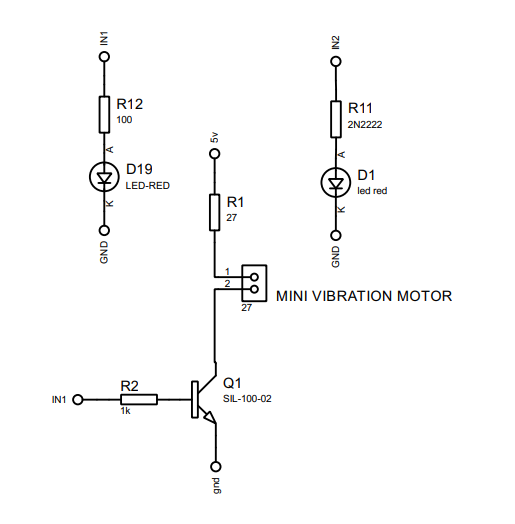 IN1
R12
100
A
D19
LED-RED
K
GND
IN2
R11
2N2222
A
D1
led red
K
GND
5v
R1
27
1
2
27
MINI VIBRATION MOTOR
IN1
R2
1k
Q1
SIL-100-02
gnd